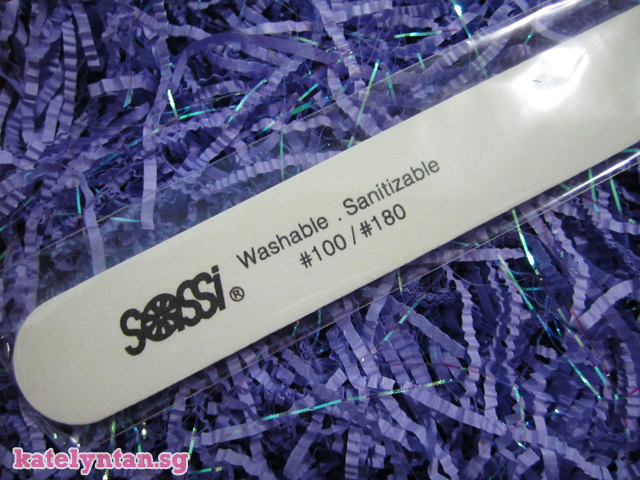 sassi®
Washable . Sanitizable
#100 / #180
katelyntan.sg